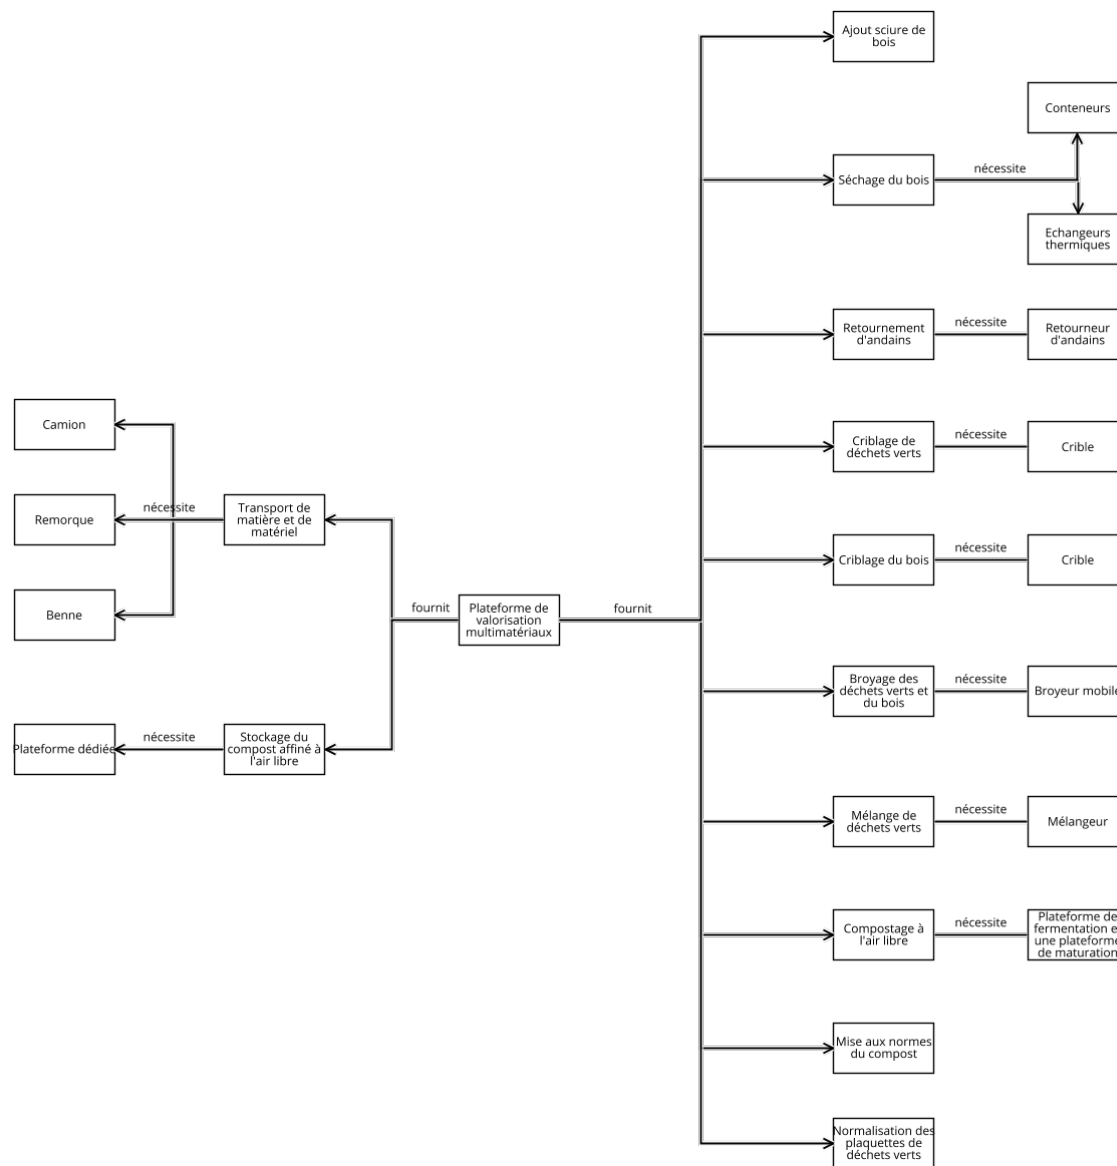 Ajout sciure de
bois
Conteneurs
Séchage du bois
nécessite
Echangeurs
thermiques
Retournement
d'andains
nécessite
Retourneur
d'andains
Camion
Criblage de
déchets verts
nécessite
Crible
Remorque
nécessite
Transport de
matière et de
matériel
Criblage du bois
nécessite
Crible
Benne
fournit
Plateforme de
valorisation
multimatériaux
fournit
Broyage des
déchets verts et
du bois
nécessite
Broyeur mobile
Plateforme dédiée
nécessite
Stockage du
compost affiné à
l'air libre
Mélange de
déchets verts
nécessite
Mélangeur
Compostage à
l'air libre
nécessite
Plateforme de
fermentation et
une plateforme
de maturation
Mise aux normes
du compost
Normalisation des
plaquettes de
déchets verts